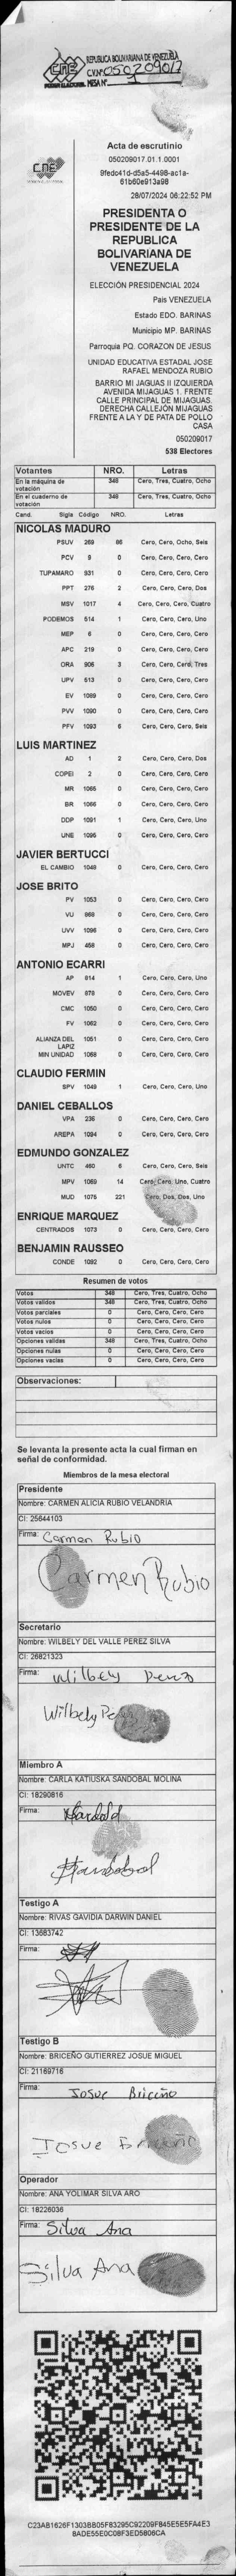 REPUBLICA BOLIVARIANA DE VENEZUELA
CNE
C.V.Nº 050209017
PODER ELECTORAL MESA Nº
CNE
Acta de escrutinio
050209017.01.1.0001
9fedc41d-d5a5-4498-ac1a-
61b60e913a98
28/07/2024 06:22:52 PM
PRESIDENTA O
PRESIDENTE DE LA
REPUBLICA
BOLIVARIANA DE
VENEZUELA
ELECCIÓN PRESIDENCIAL 2024
Pais VENEZUELA
Estado EDO. BARINAS
Municipio MP. BARINAS
Parroquia PQ. CORAZON DE JESUS
UNIDAD EDUCATIVA ESTADAL JOSE
RAFAEL MENDOZA RUBIO
BARRIO MI JAGUAS II IZQUIERDA
AVENIDA MIJAGUAS 1. FRENTE
CALLE PRINCIPAL DE MIJAGUAS.
DERECHA CALLEJÓN MIJAGUAS
FRENTE A LA Y DE PATA DE POLLO
CASA
050209017
538 Electores
Votantes NRO. Letras
En la máquina de votación 348 Cero, Tres, Cuatro, Ocho
En el cuaderno de votación 348 Cero, Tres, Cuatro, Ocho
Cand. Sigla Código NRO. Letras
NICOLAS MADURO
PSUV 269 86 Cero, Cero, Ocho, Seis
PCV 9 0 Cero, Cero, Cero, Cero
TUPAMARO 931 0 Cero, Cero, Cero, Cero
PPT 276 2 Cero, Cero, Cero, Dos
MSV 1017 4 Cero, Cero, Cero, Cuatro
PODEMOS 514 1 Cero, Cero, Cero, Uno
MEP 6 0 Cero, Cero, Cero, Cero
APC 219 0 Cero, Cero, Cero, Cero
ORA 906 3 Cero, Cero, Cero, Tres
UPV 513 0 Cero, Cero, Cero, Cero
EV 1089 0 Cero, Cero, Cero, Cero
PVV 1090 0 Cero, Cero, Cero, Cero
PFV 1093 6 Cero, Cero, Cero, Seis
LUIS MARTINEZ
AD 1 2 Cero, Cero, Cero, Dos
COPEI 2 0 Cero, Cero, Cero, Cero
MR 1065 0 Cero, Cero, Cero, Cero
BR 1066 0 Cero, Cero, Cero, Cero
DDP 1091 1 Cero, Cero, Cero, Uno
UNE 1095 0 Cero, Cero, Cero, Cero
JAVIER BERTUCCI
EL CAMBIO 1048 0 Cero, Cero, Cero, Cero
JOSE BRITO
PV 1053 0 Cero, Cero, Cero, Cero
VU 868 0 Cero, Cero, Cero, Cero
UVV 1096 0 Cero, Cero, Cero, Cero
MPJ 458 0 Cero, Cero, Cero, Cero
ANTONIO ECARRI
AP 814 1 Cero, Cero, Cero, Uno
MOVEV 878 0 Cero, Cero, Cero, Cero
CMC 1050 0 Cero, Cero, Cero, Cero
FV 1062 0 Cero, Cero, Cero, Cero
ALIANZA DEL LAPIZ 1051 0 Cero, Cero, Cero, Cero
MIN UNIDAD 1068 0 Cero, Cero, Cero, Cero
CLAUDIO FERMIN
SPV 1049 1 Cero, Cero, Cero, Uno
DANIEL CEBALLOS
VPA 236 0 Cero, Cero, Cero, Cero
AREPA 1094 0 Cero, Cero, Cero, Cero
EDMUNDO GONZALEZ
UNTC 460 6 Cero, Cero, Cero, Seis
MPV 1069 14 Cero, Cero, Uno, Cuatro
MUD 1076 221 Cero, Dos, Dos, Uno
ENRIQUE MARQUEZ
CENTRADOS 1073 0 Cero, Cero, Cero, Cero
BENJAMIN RAUSSEO
CONDE 1082 0 Cero, Cero, Cero, Cero
Resumen de votos
Votos 348 Cero, Tres, Cuatro, Ocho
Votos validos 348 Cero, Tres, Cuatro, Ocho
Votos parciales 0 Cero, Cero, Cero, Cero
Votos nulos 0 Cero, Cero, Cero, Cero
Votos vacios 0 Cero, Cero, Cero, Cero
Opciones validas 348 Cero, Tres, Cuatro, Ocho
Opciones nulas 0 Cero, Cero, Cero, Cero
Opciones vacias 0 Cero, Cero, Cero, Cero
Observaciones:
Se levanta la presente acta la cual firman en
señal de conformidad.
Miembros de la mesa electoral
Presidente
Nombre: CARMEN ALICIA RUBIO VELANDRIA
CI: 25644103
Firma: Carmen Rubio
Carmen Rubio
Secretario
Nombre: WILBELY DEL VALLE PEREZ SILVA
CI: 26821323
Firma: Wilbely Perez
Wilbely Perez
Miembro A
Nombre: CARLA KATIUSKA SANDOBAL MOLINA
CI: 18290816
Firma:
Testigo A
Nombre: RIVAS GAVIDIA DARWIN DANIEL
CI: 13683742
Firma:
Testigo B
Nombre: BRICEÑO GUTIERREZ JOSUE MIGUEL
CI: 21169716
Firma: Josue Briceño
Josue Briceño
Operador
Nombre: ANA YOLIMAR SILVA ARO
CI: 18226036
Firma: Silva Ana
Silva Ana
C23AB1626F1303BB05F83295C92209F845E5E5FA4E3
8ADE55E0C08F3ED5806CA